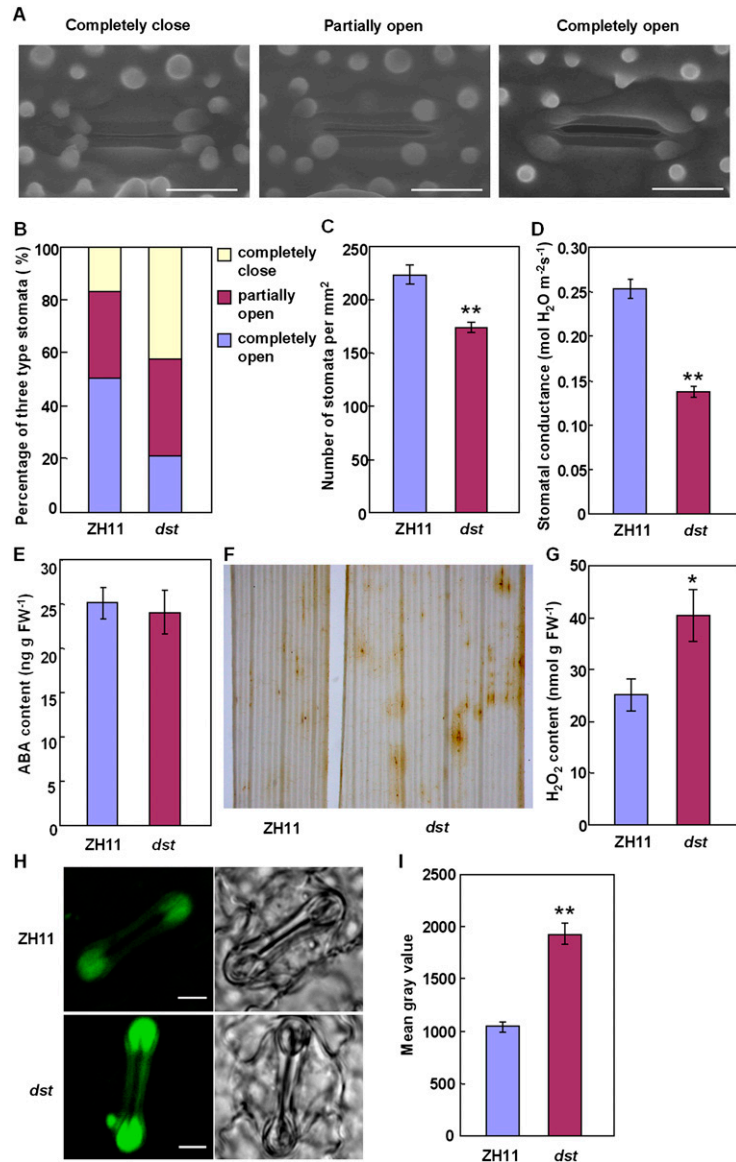 A
Completely close
Partially open
Completely open
B
Percentage of three type stomata ( %)
100
80
60
40
20
0
ZH11
dst
completely
close
partially
open
completely
open
C
Number of stomata per mm²
250
200
150
100
50
0
**
ZH11
dst
D
Stomatal conductance (mol H₂O m⁻²s⁻¹)
0.30
0.25
0.20
0.15
0.10
0.05
0
**
ZH11
dst
E
ABA content (ng g FW⁻¹)
30
25
20
15
10
5
0
ZH11
dst
F
ZH11
dst
G
H₂O₂ content (nmol g FW⁻¹)
50
40
30
20
10
0
*
ZH11
dst
H
ZH11
dst
I
Mean gray value
2500
2000
1500
1000
500
0
**
ZH11
dst